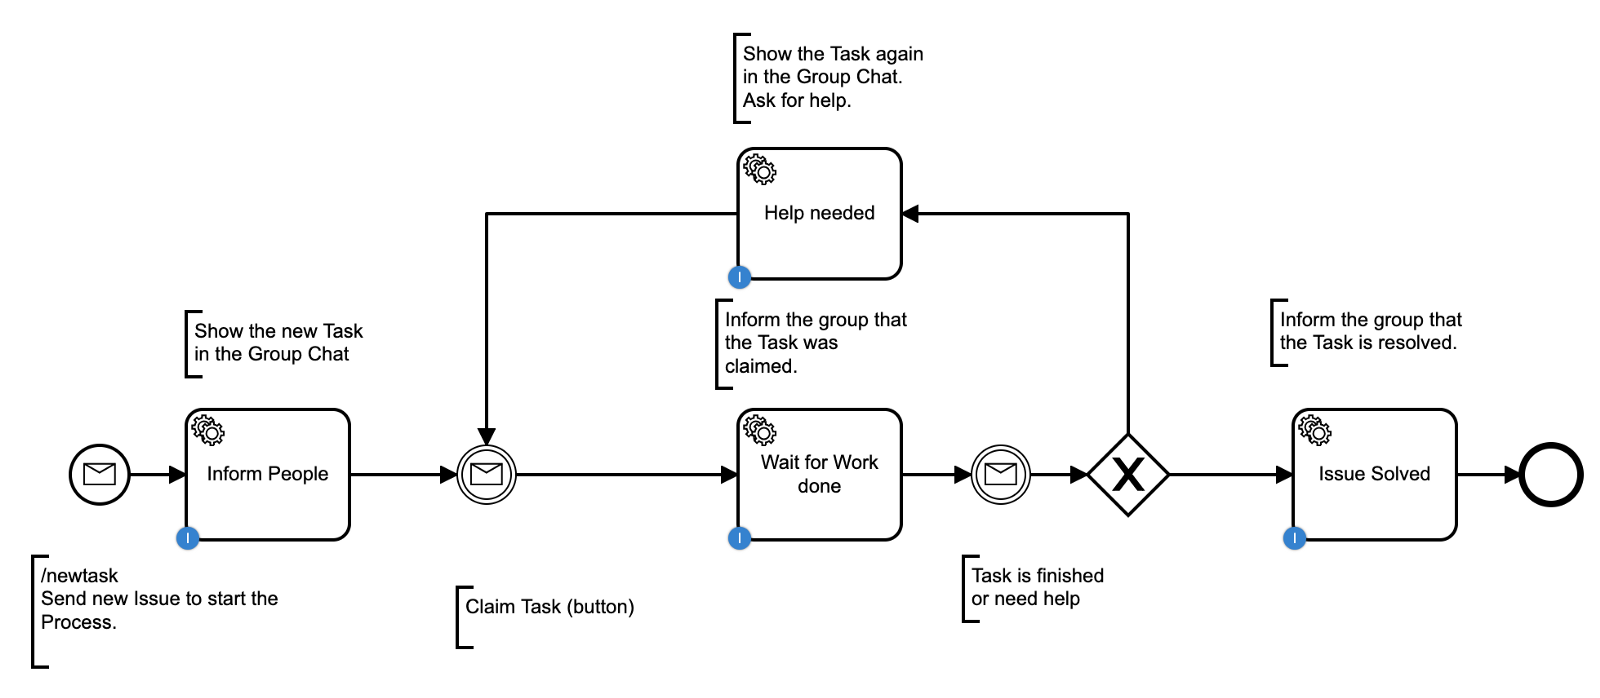 Show the Task again
in the Group Chat.
Ask for help.
Help needed
I
Show the new Task
in the Group Chat
Inform the group that
the Task was
claimed.
Inform the group that
the Task is resolved.
Inform People
I
Wait for Work
done
I
X
Issue Solved
I
/newtask
Send new Issue to start the
Process.
Claim Task (button)
Task is finished
or need help